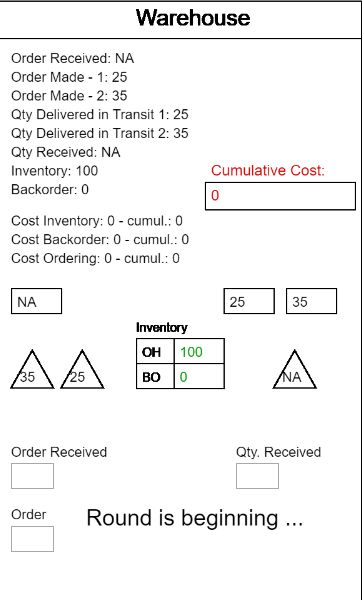 Warehouse
Order Received: NA
Order Made - 1: 25
Order Made - 2: 35
Qty Delivered in Transit 1: 25
Qty Delivered in Transit 2: 35
Qty Received: NA
Inventory: 100
Backorder: 0
Cumulative Cost:
0
Cost Inventory: 0 - cumul.: 0
Cost Backorder: 0 - cumul.: 0
Cost Ordering: 0 - cumul.: 0
NA 25 35
Inventory
OH 100
BO 0
35 25 NA
Order Received Qty. Received
Order
Round is beginning ...